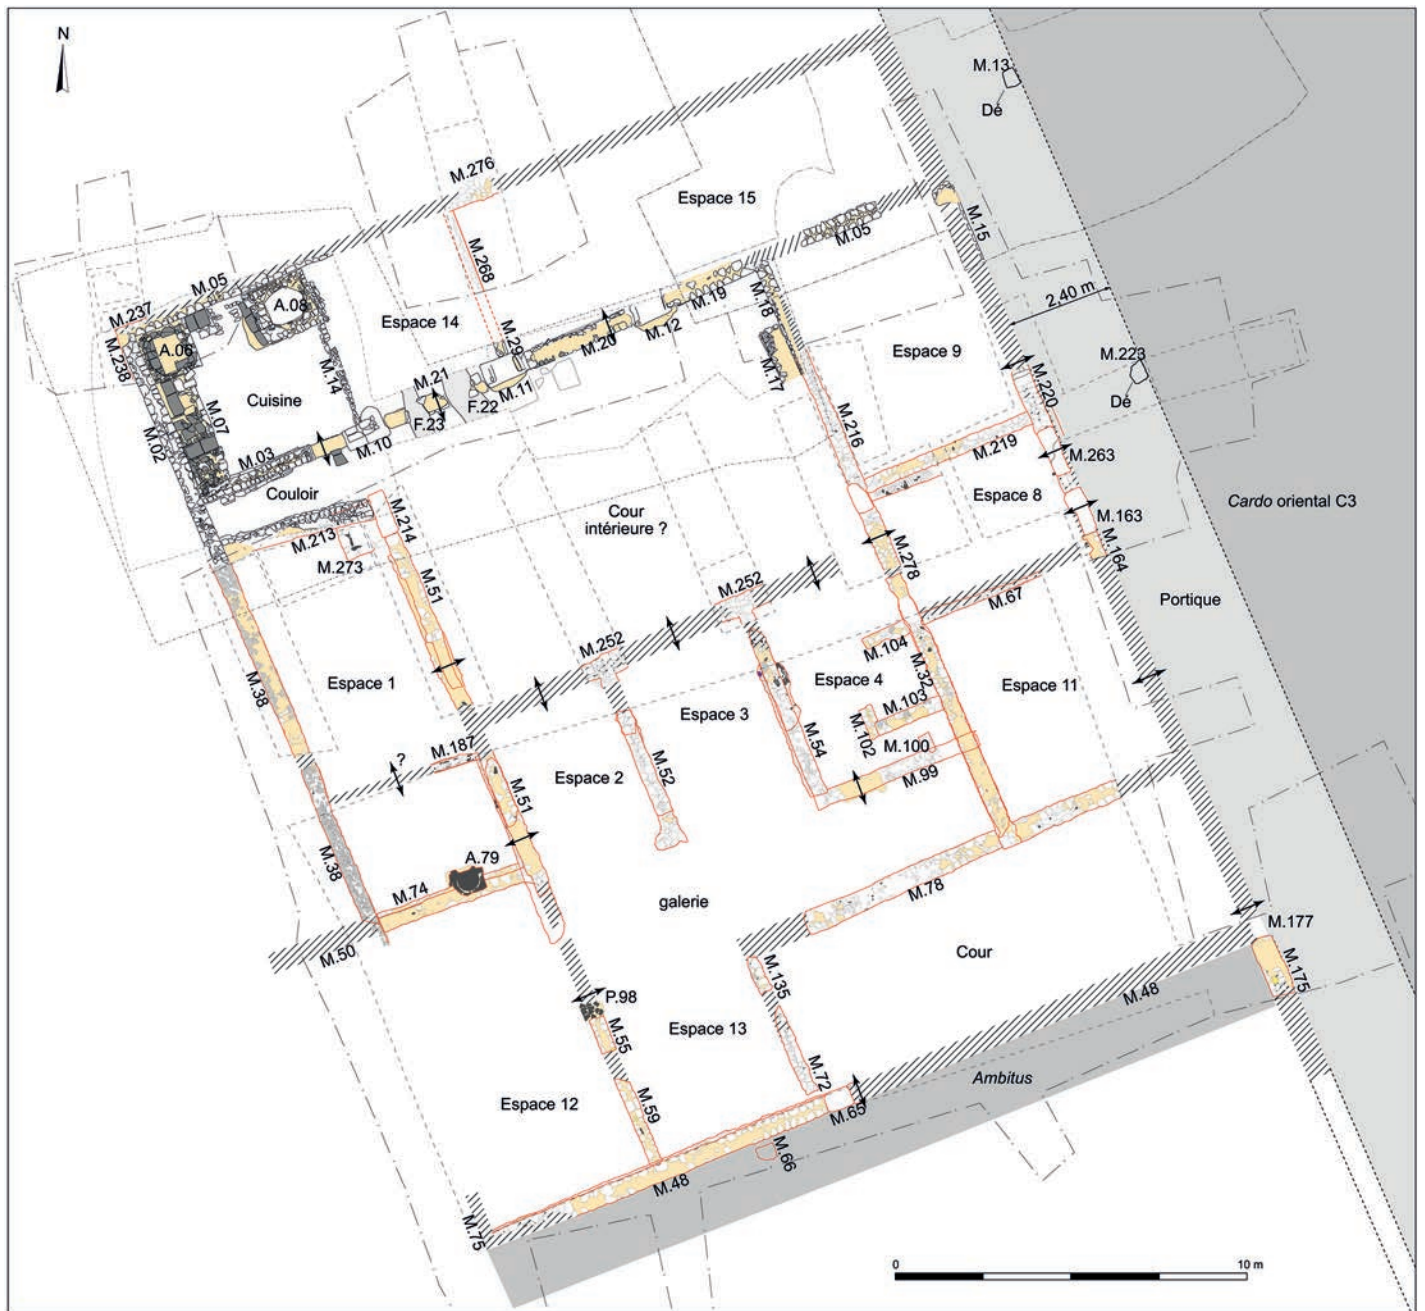 N
M.13
Dé
M.276
Espace 15
M.05
M.15
M.268
M.237
M.05
A.08
Espace 14
M.238
A.06
M.18
M.19
M.12
M.20
M.29
2,40 m
Espace 9
M.223
Dé
M.14
Cuisine
M.21
M.11
F.22
F.23
M.17
M.220
M.07
M.02
M.10
M.03
M.216
M.219
M.263
Couloir
Espace 8
Cardo oriental C3
M.214
M.213
Cour
intérieure ?
M.163
M.273
M.278
M.164
M.51
M.252
M.67
Portique
M.252
M.104
M.38
Espace 1
M.32
Espace 4
Espace 11
Espace 3
M.103
M.102
M.54
M.100
?
M.187
Espace 2
M.52
M.99
M.51
M.38
A.79
M.74
galerie
M.78
M.177
M.50
Cour
M.175
M.135
P.98
M.48
M.55
Espace 13
M.72
Ambitus
Espace 12
M.59
M.65
M.66
M.48
M.75
0
10 m